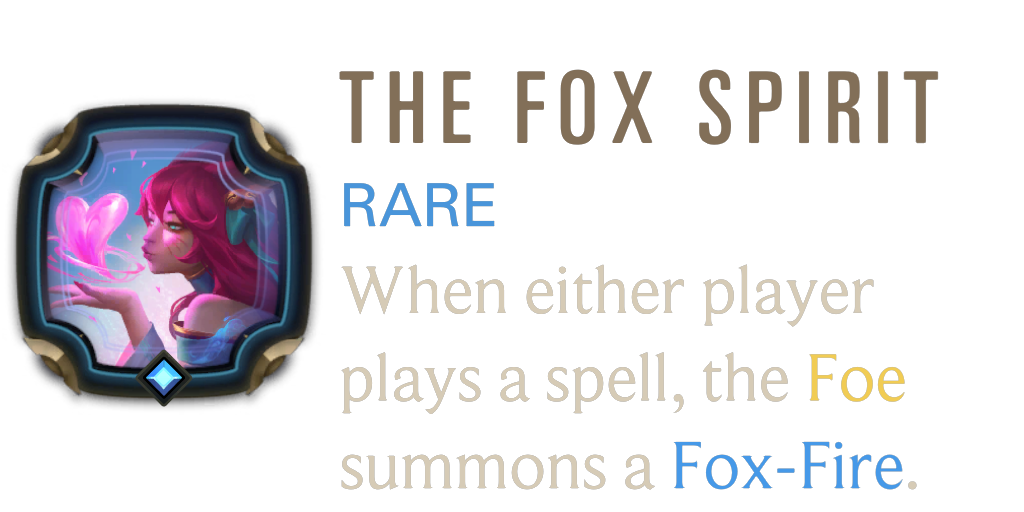 THE FOX SPIRIT
RARE
When either player
plays a spell, the Foe
summons a Fox-Fire.